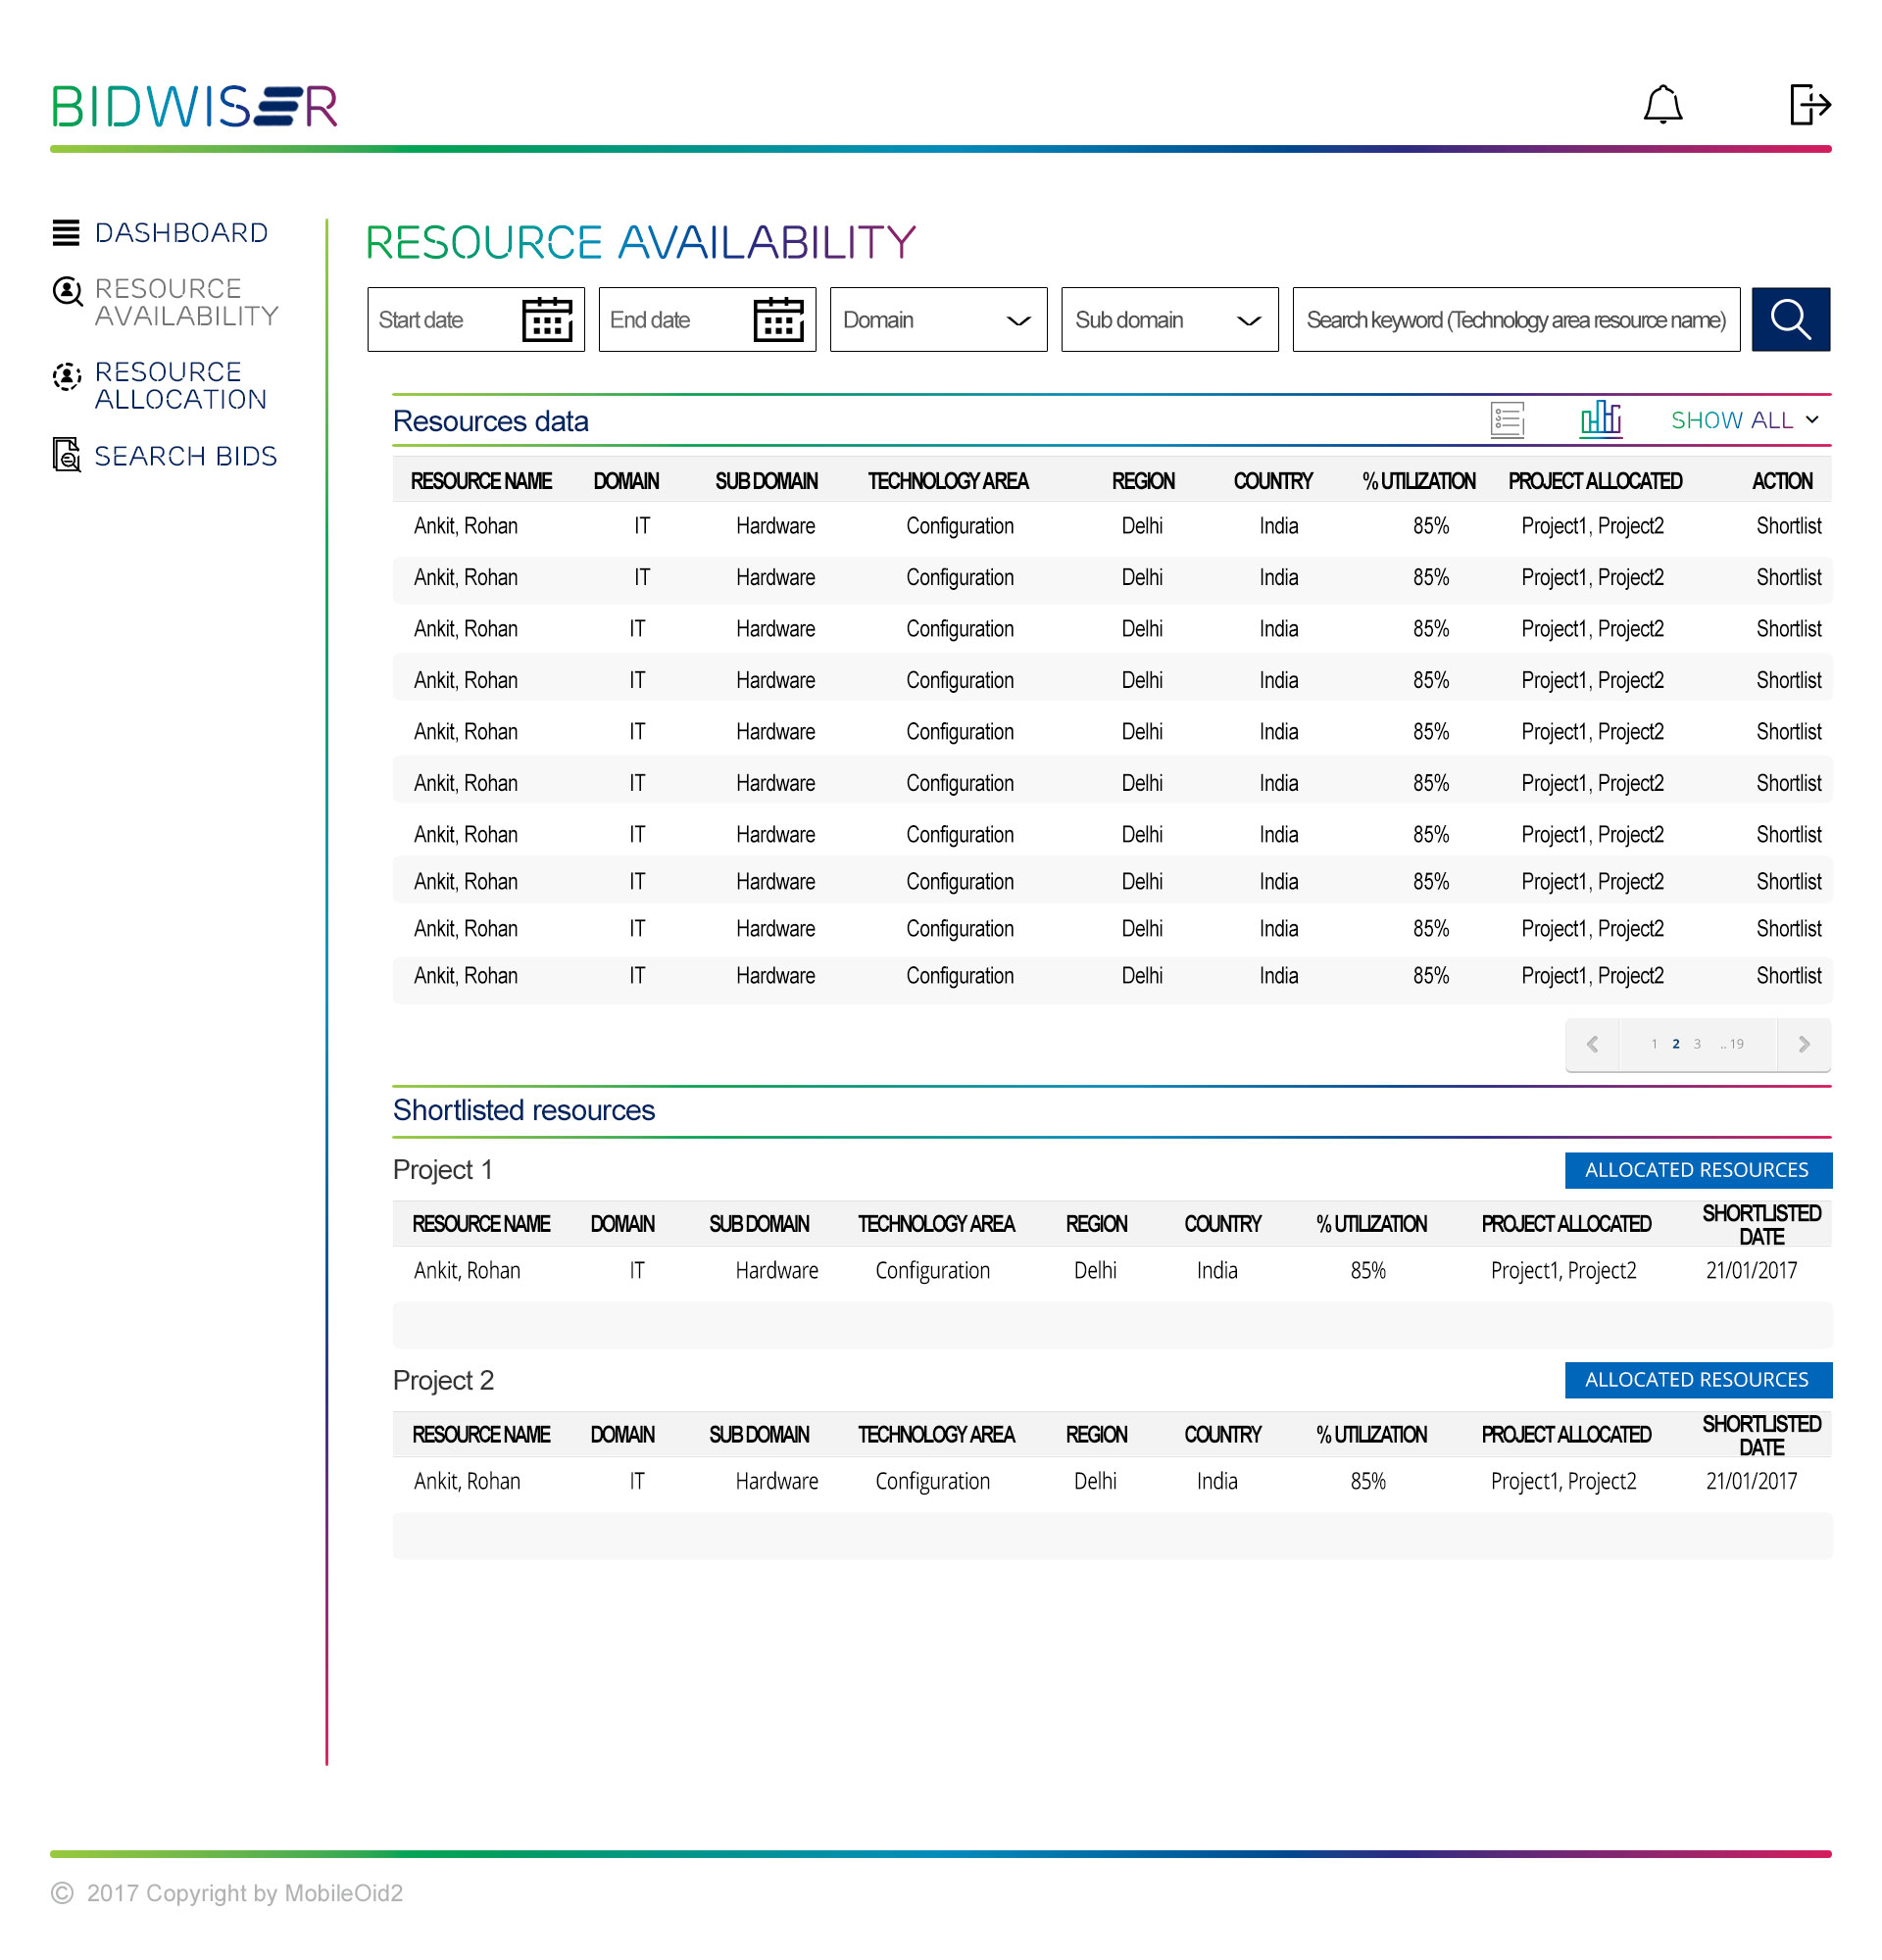 BIDWISER
DASHBOARD
RESOURCE
AVAILABILITY
RESOURCE
ALLOCATION
SEARCH BIDS
RESOURCE AVAILABILITY
Start date End date Domain Sub domain Search keyword (Technology area resource name)
Resources data SHOW ALL
RESOURCE NAME DOMAIN SUB DOMAIN TECHNOLOGY AREA REGION COUNTRY % UTILIZATION PROJECT ALLOCATED ACTION
Ankit, Rohan IT Hardware Configuration Delhi India 85% Project1, Project2 Shortlist
Ankit, Rohan IT Hardware Configuration Delhi India 85% Project1, Project2 Shortlist
Ankit, Rohan IT Hardware Configuration Delhi India 85% Project1, Project2 Shortlist
Ankit, Rohan IT Hardware Configuration Delhi India 85% Project1, Project2 Shortlist
Ankit, Rohan IT Hardware Configuration Delhi India 85% Project1, Project2 Shortlist
Ankit, Rohan IT Hardware Configuration Delhi India 85% Project1, Project2 Shortlist
Ankit, Rohan IT Hardware Configuration Delhi India 85% Project1, Project2 Shortlist
Ankit, Rohan IT Hardware Configuration Delhi India 85% Project1, Project2 Shortlist
Ankit, Rohan IT Hardware Configuration Delhi India 85% Project1, Project2 Shortlist
Ankit, Rohan IT Hardware Configuration Delhi India 85% Project1, Project2 Shortlist
1 2 3 .. 19
Shortlisted resources
Project 1 ALLOCATED RESOURCES
RESOURCE NAME DOMAIN SUB DOMAIN TECHNOLOGY AREA REGION COUNTRY % UTILIZATION PROJECT ALLOCATED SHORTLISTED
DATE
Ankit, Rohan IT Hardware Configuration Delhi India 85% Project1, Project2 21/01/2017
Project 2 ALLOCATED RESOURCES
RESOURCE NAME DOMAIN SUB DOMAIN TECHNOLOGY AREA REGION COUNTRY % UTILIZATION PROJECT ALLOCATED SHORTLISTED
DATE
Ankit, Rohan IT Hardware Configuration Delhi India 85% Project1, Project2 21/01/2017
© 2017 Copyright by MobileOid2